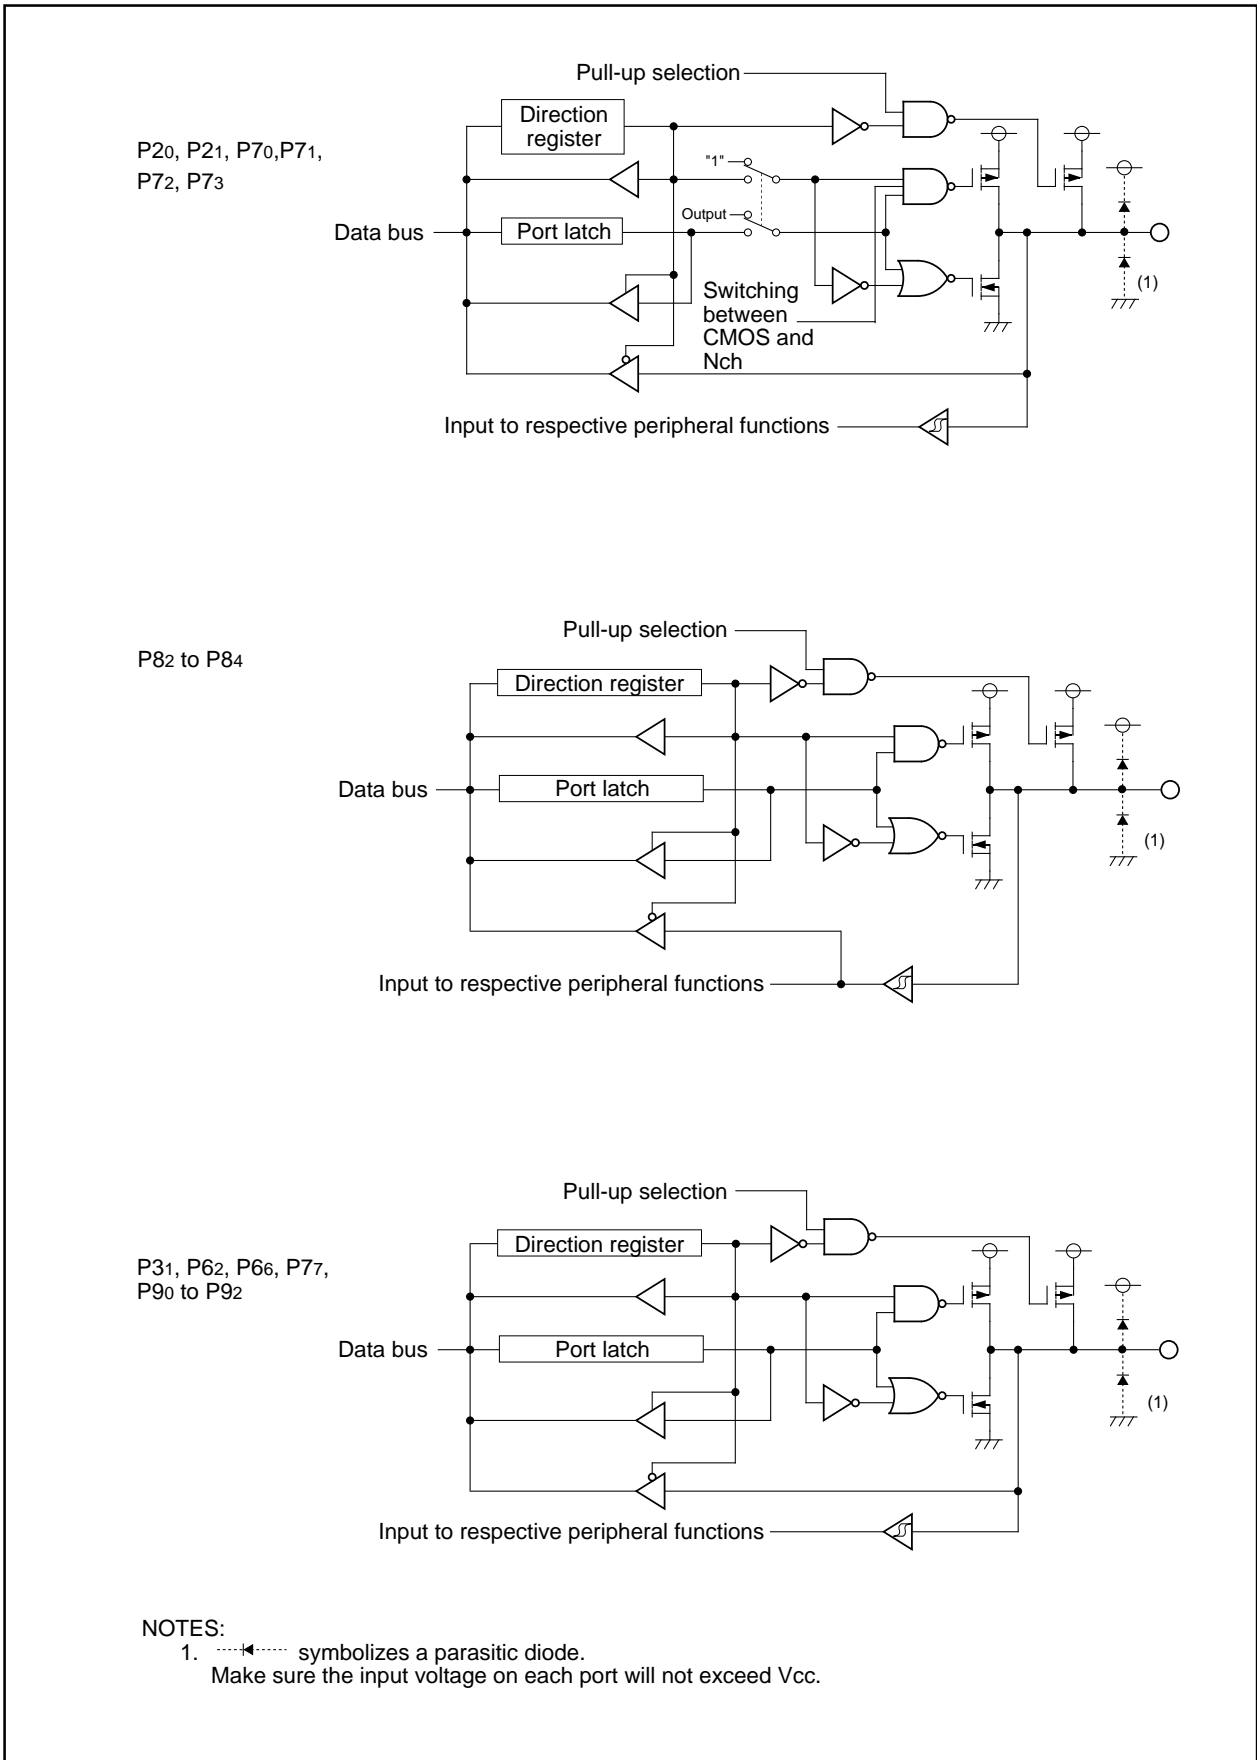 Pull-up selection
Direction
register
P20, P21, P70,P71,
P72, P73
"1"
Output
Data bus
Port latch
(1)
Switching
between
CMOS and
Nch
Input to respective peripheral functions
Pull-up selection
P82 to P84
Direction register
Data bus
Port latch
(1)
Input to respective peripheral functions
Pull-up selection
Direction register
P31, P62, P66, P77,
P90 to P92
Data bus
Port latch
(1)
Input to respective peripheral functions
NOTES:
1. symbolizes a parasitic diode.
Make sure the input voltage on each port will not exceed Vcc.